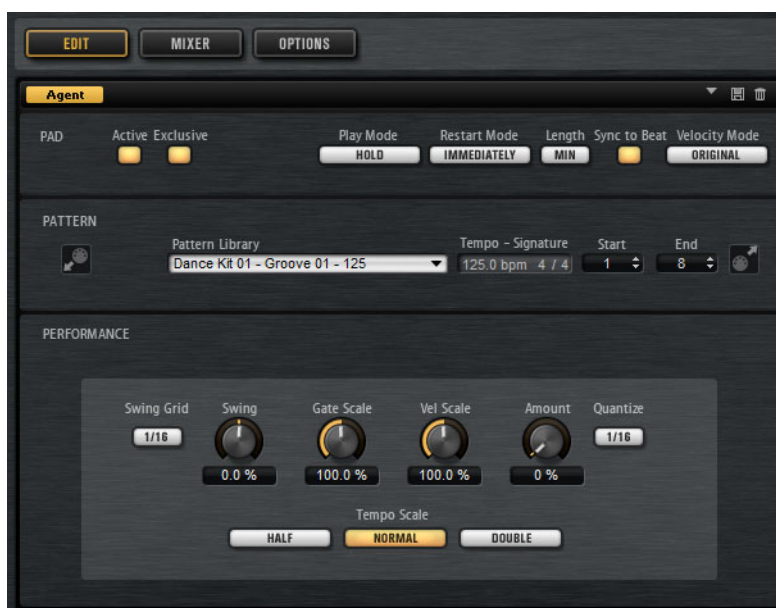 EDIT MIXER OPTIONS
Agent
PAD Active Exclusive Play Mode Restart Mode Length Sync to Beat Velocity Mode
HOLD IMMEDIATELY MIN ORIGINAL
PATTERN
Pattern Library Tempo - Signature Start End
Dance Kit 01 - Groove 01 - 125 125.0 bpm 4 / 4 1 8
PERFORMANCE
Swing Grid Swing Gate Scale Vel Scale Amount Quantize
1/16 1/16
0.0 % 100.0 % 100.0 % 0 %
Tempo Scale
HALF NORMAL DOUBLE